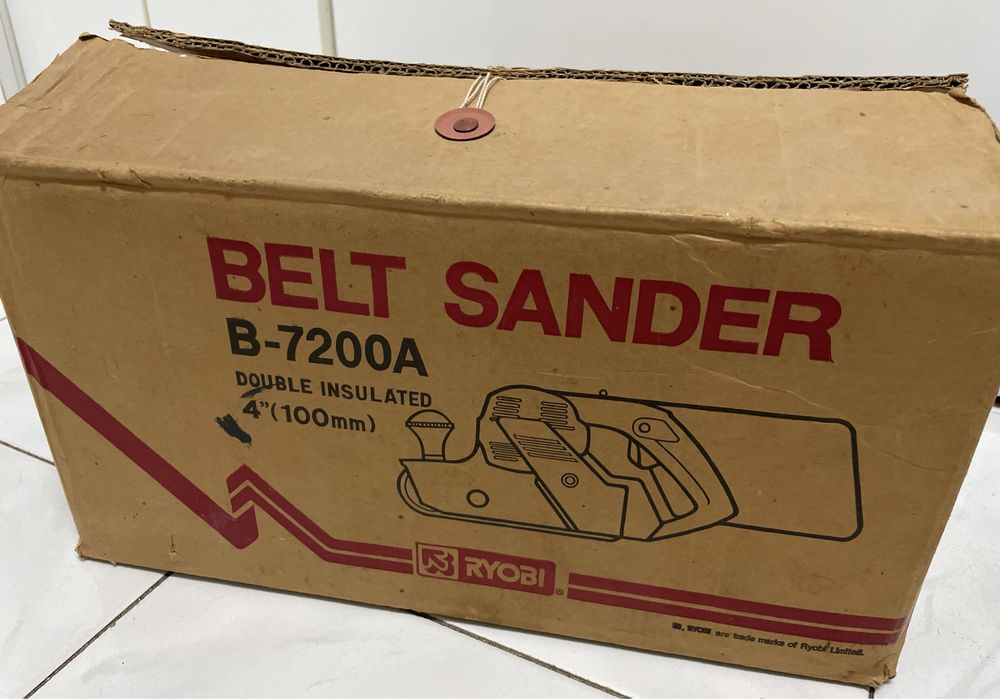 BELT SANDER
B-7200A
DOUBLE INSULATED
4"(100mm)
RYOBI
®
, RYOBI are trade marks of Ryobi Limited.